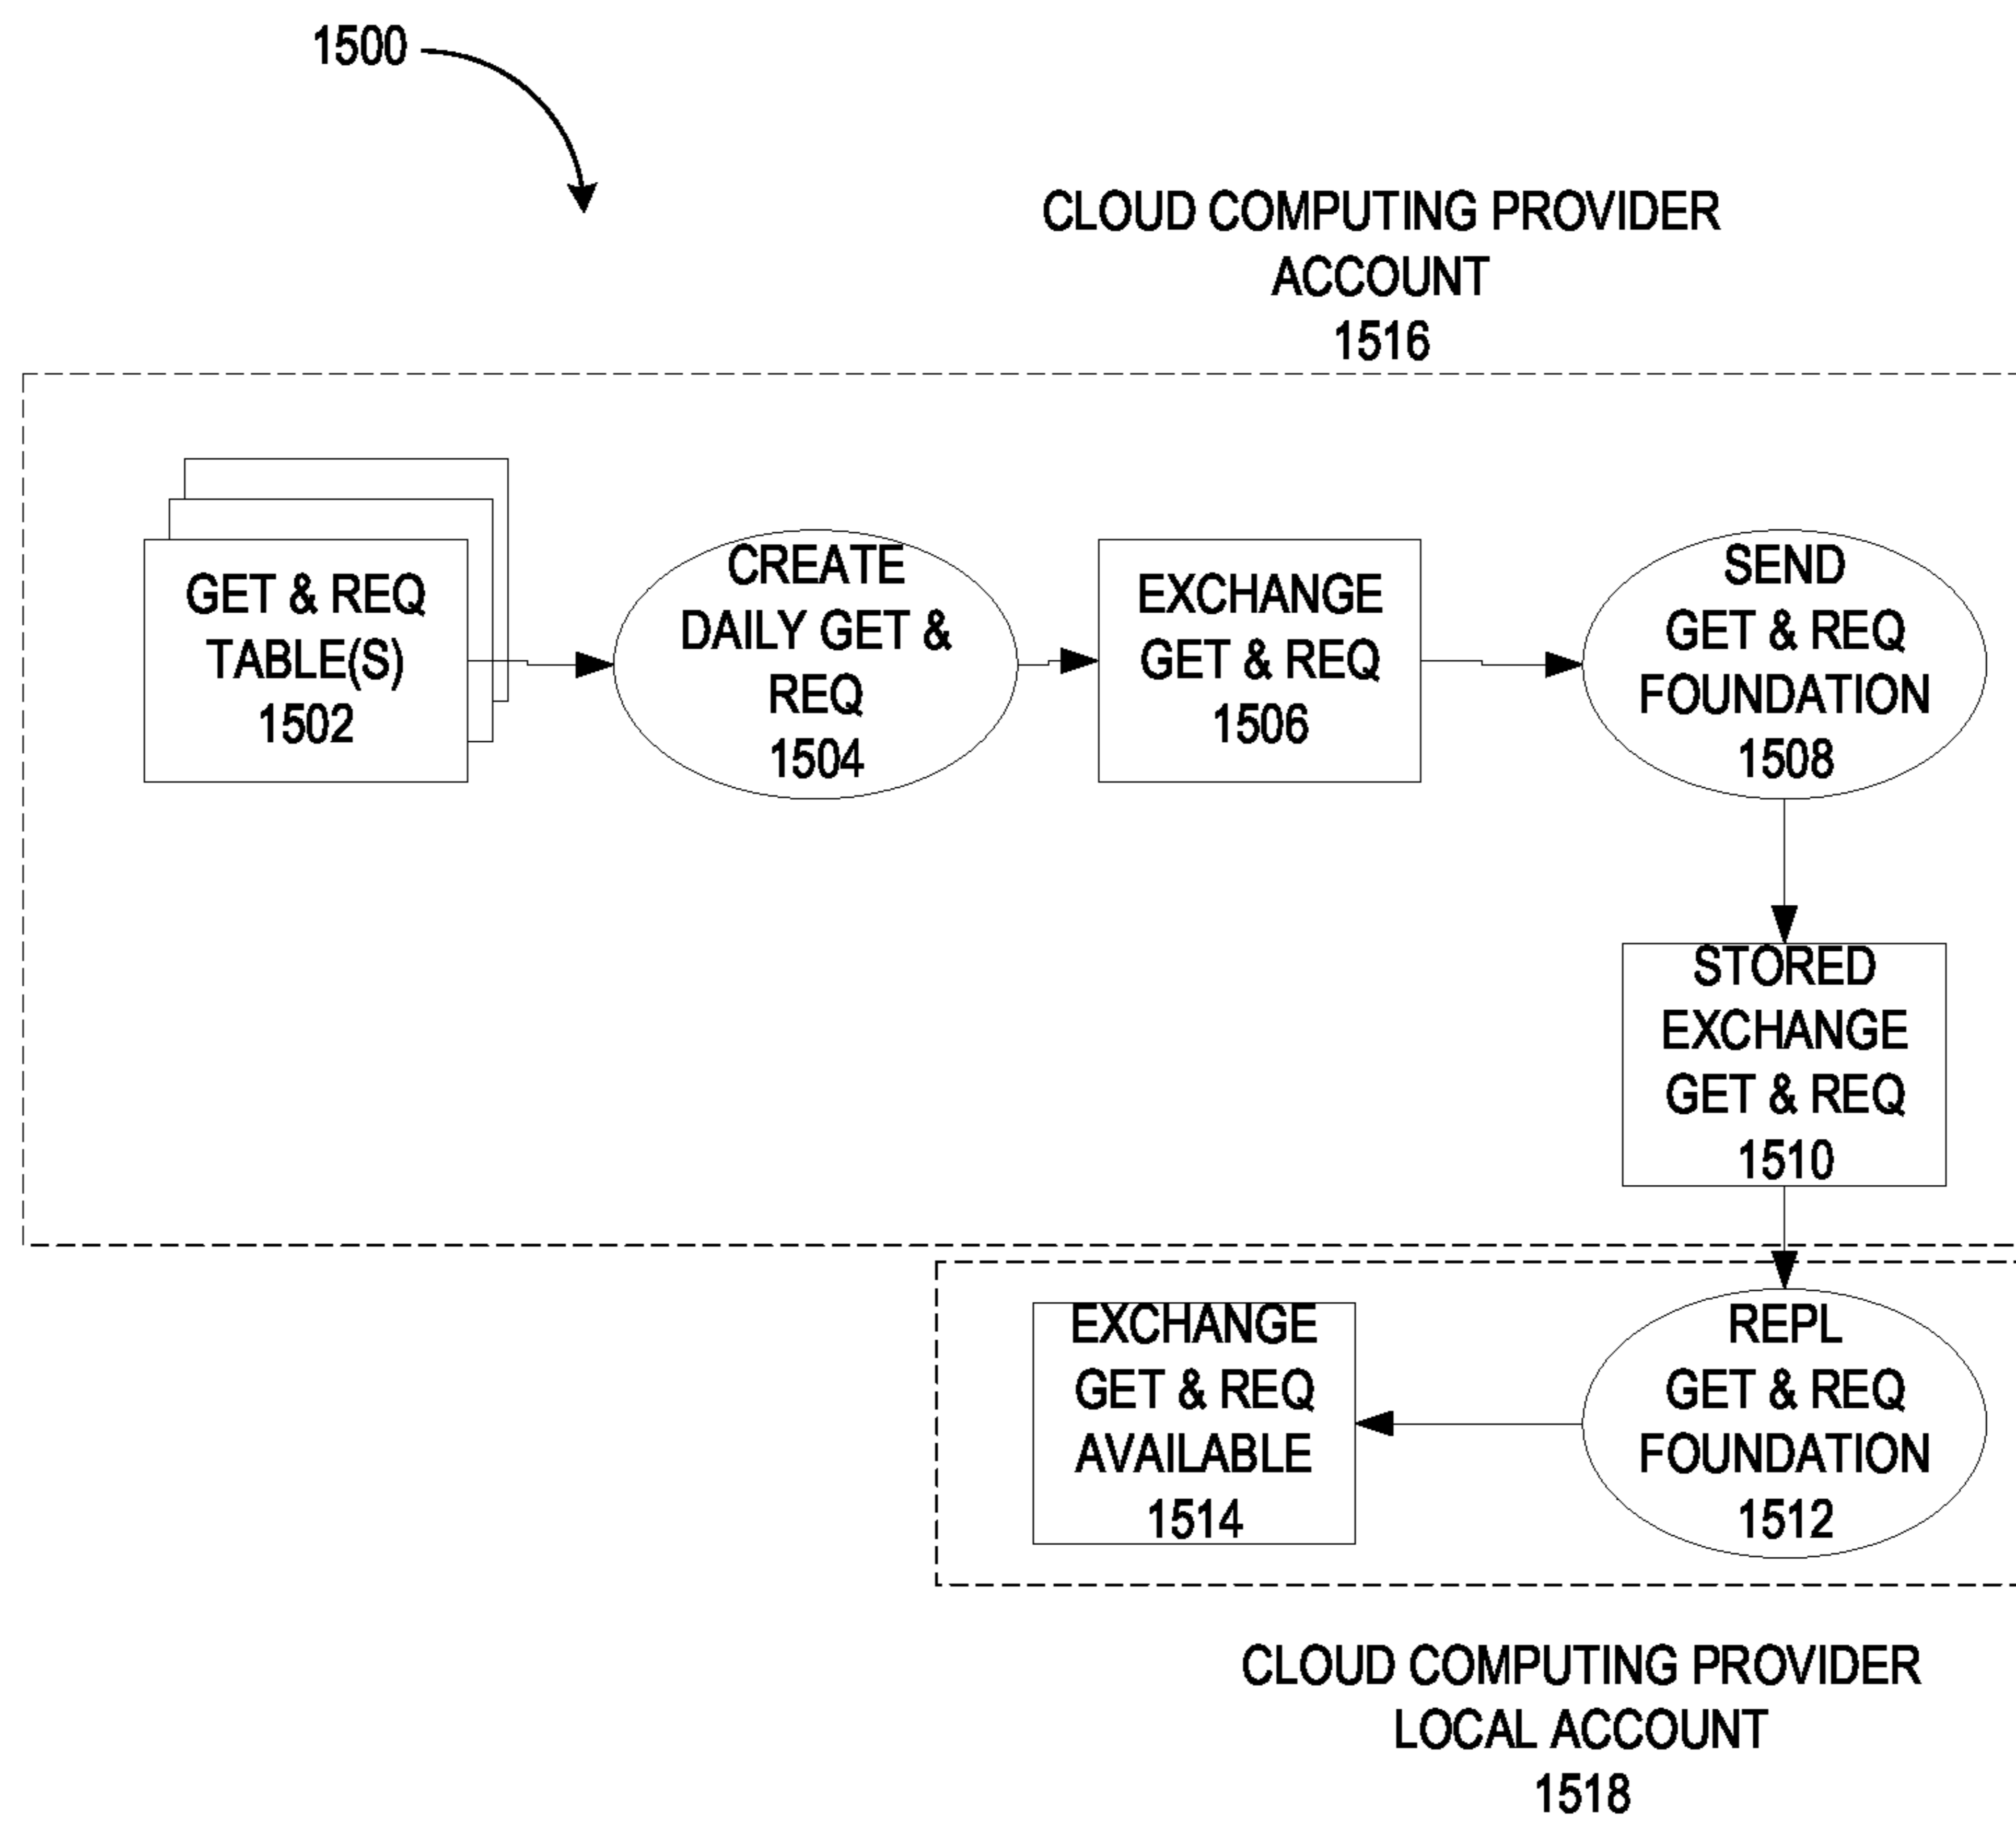 1500
CLOUD COMPUTING PROVIDER
ACCOUNT
1516
GET & REQ
TABLE(S)
1502
CREATE
DAILY GET &
REQ
1504
EXCHANGE
GET & REQ
1506
SEND
GET & REQ
FOUNDATION
1508
STORED
EXCHANGE
GET & REQ
1510
REPL
GET & REQ
FOUNDATION
1512
EXCHANGE
GET & REQ
AVAILABLE
1514
CLOUD COMPUTING PROVIDER
LOCAL ACCOUNT
1518